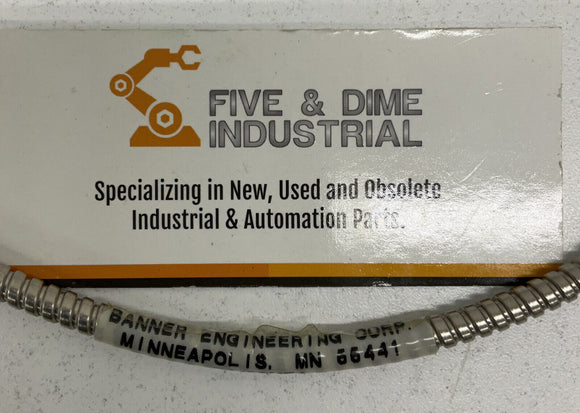 FIVE & DIME
INDUSTRIAL
Specializing in New, Used and Obsolete
Industrial & Automation Parts.
BANNER ENGINEERING CORP.
MINNEAPOLIS, MN 55441